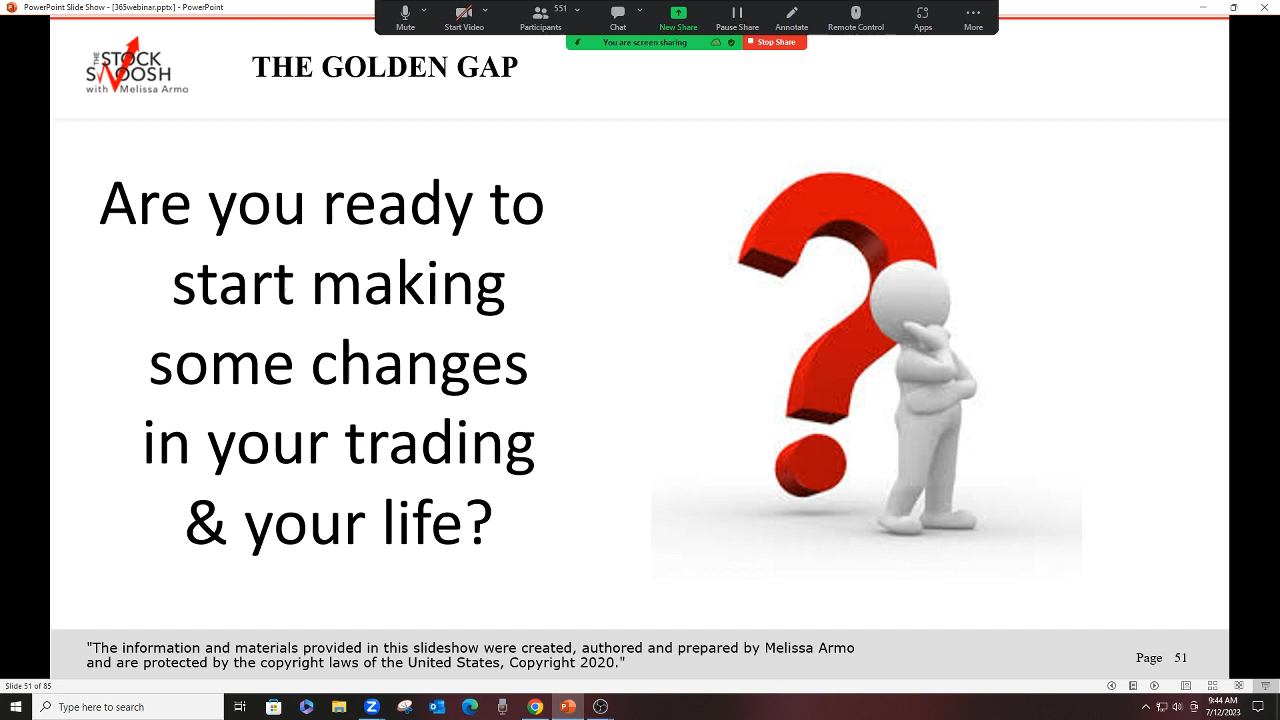 PowerPoint Slide Show - [365webinar.pptx] - PowerPoint
Mute
Start Video
551
Participants
Chat
New Share
Pause Share
Annotate
Remote Control
Apps
More
You are screen sharing
Stop Share
THE STOCK
SWOOSH
with Melissa Armo
THE GOLDEN GAP
Are you ready to
start making
some changes
in your trading
& your life?
"The information and materials provided in this slideshow were created, authored and prepared by Melissa Armo
and are protected by the copyright laws of the United States, Copyright 2020."
Page 51
Slide 51 of 85
Type here to search
9:44 AM
7/12/2023